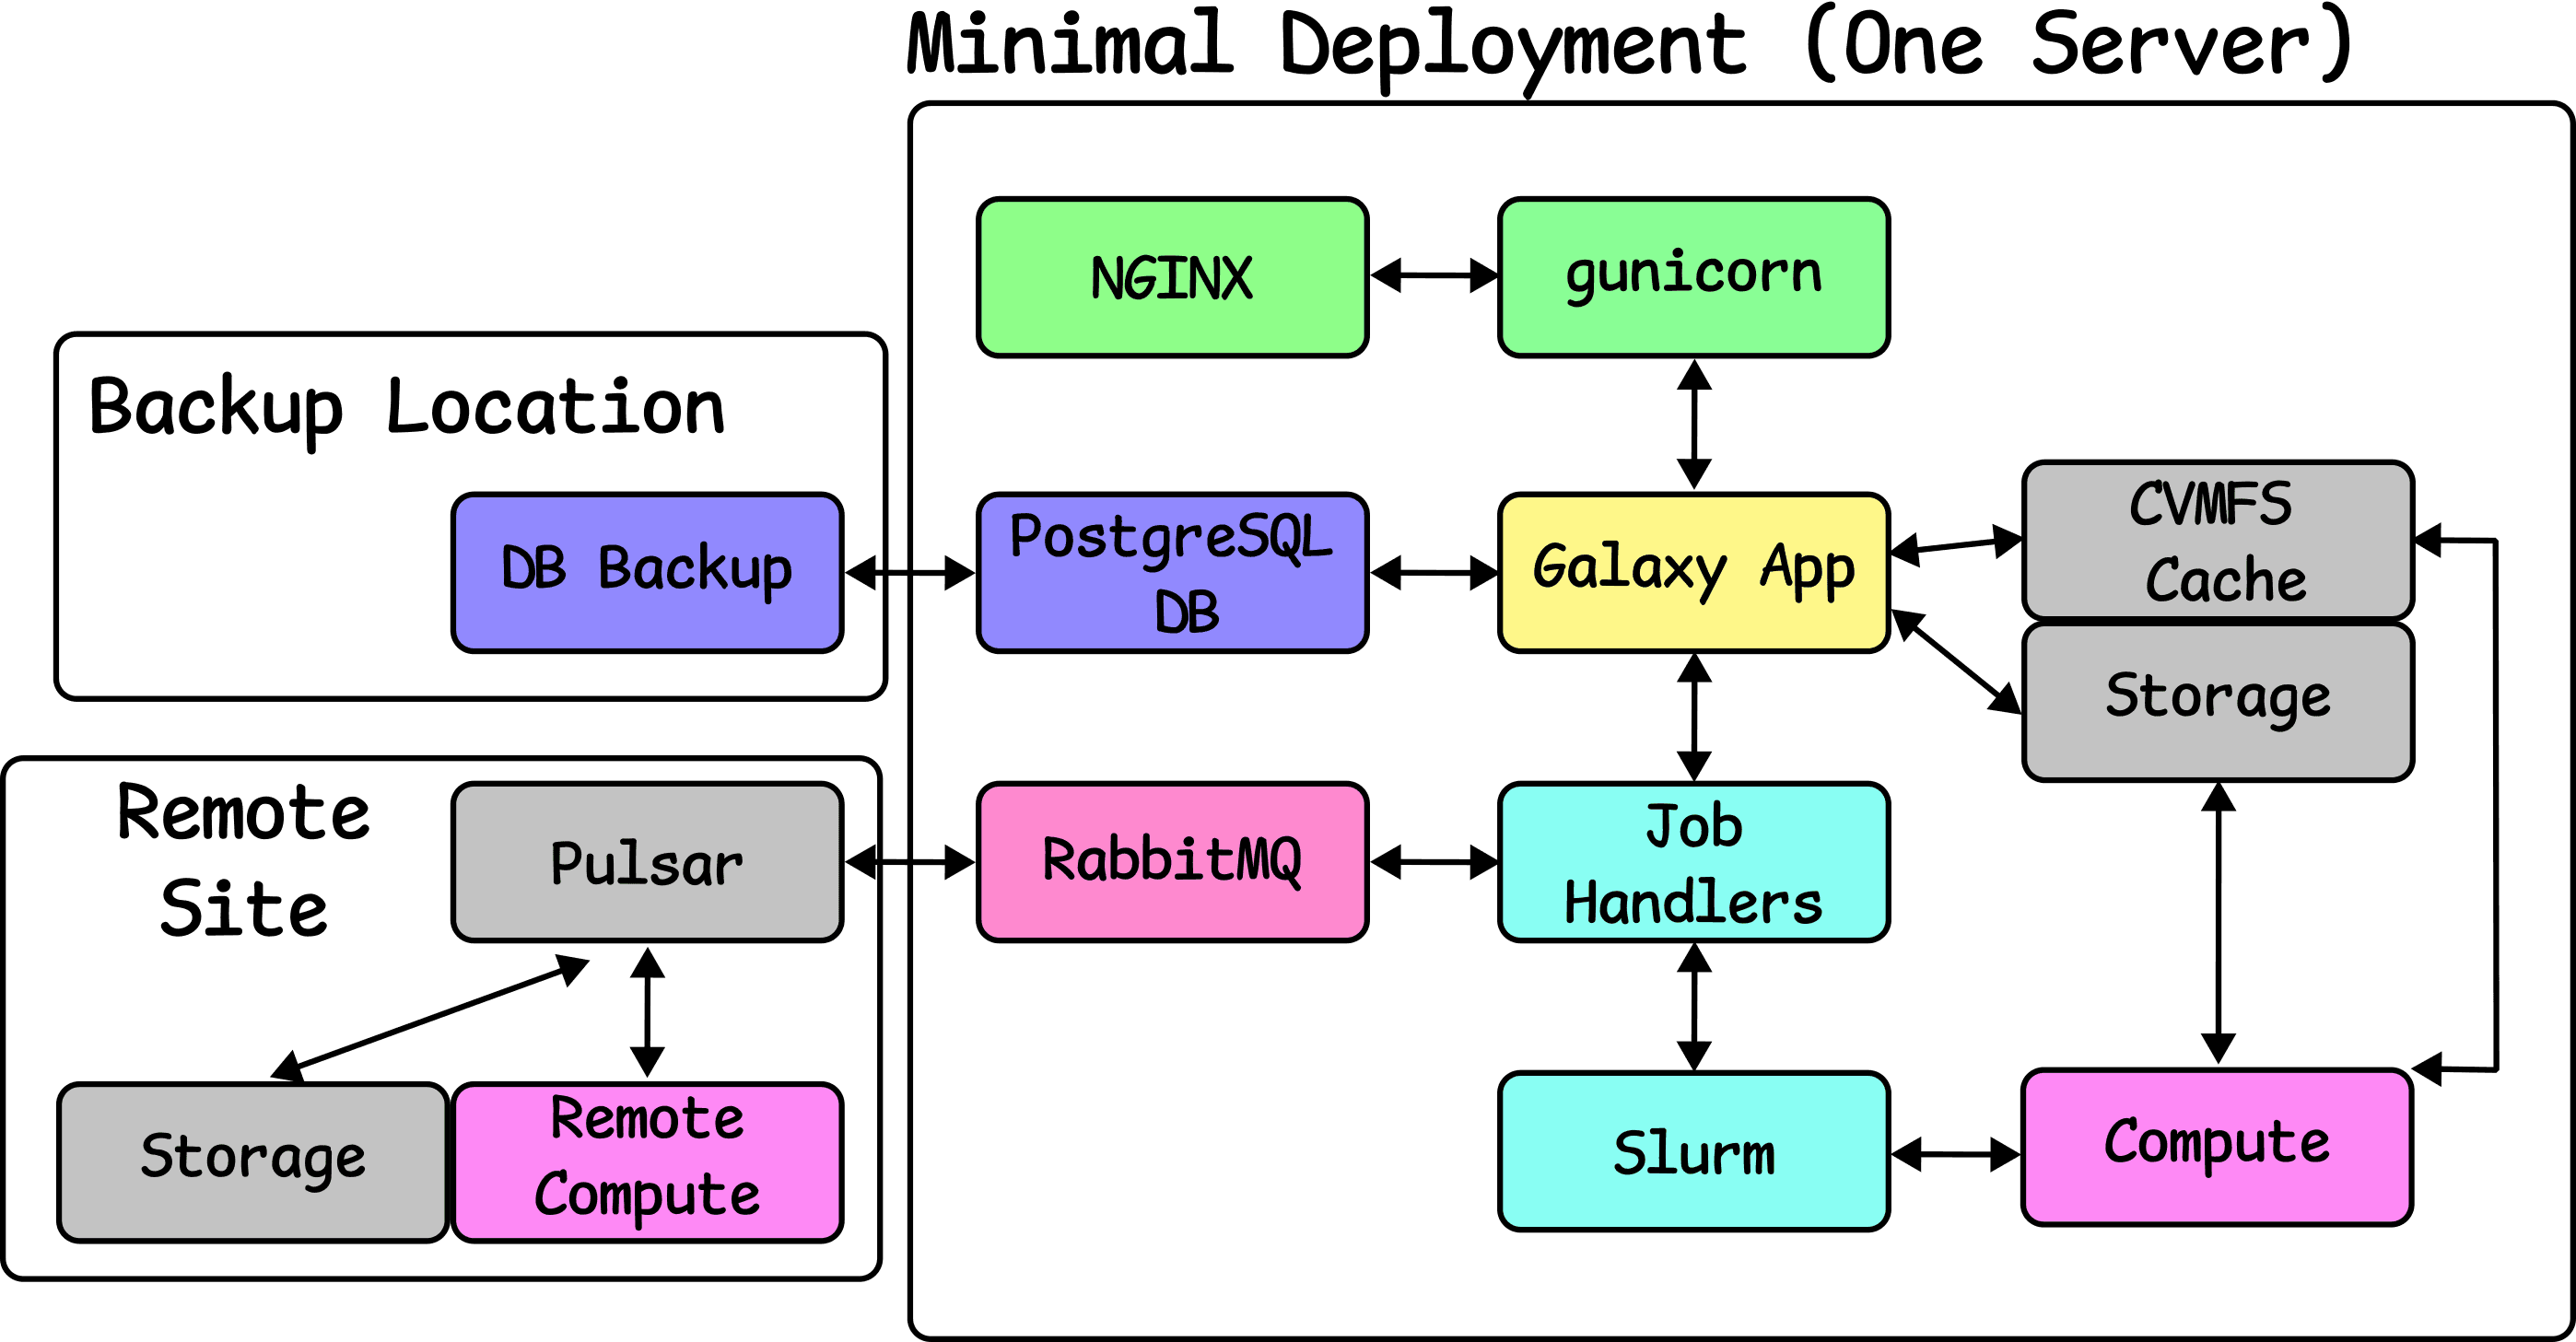 Minimal Deployment (One Server)
NGINX
gunicorn
Backup Location
DB Backup
PostgreSQL
DB
Galaxy App
CVMFS
Cache
Storage
Remote
Site
Pulsar
RabbitMQ
Job
Handlers
Storage
Remote
Compute
Slurm
Compute